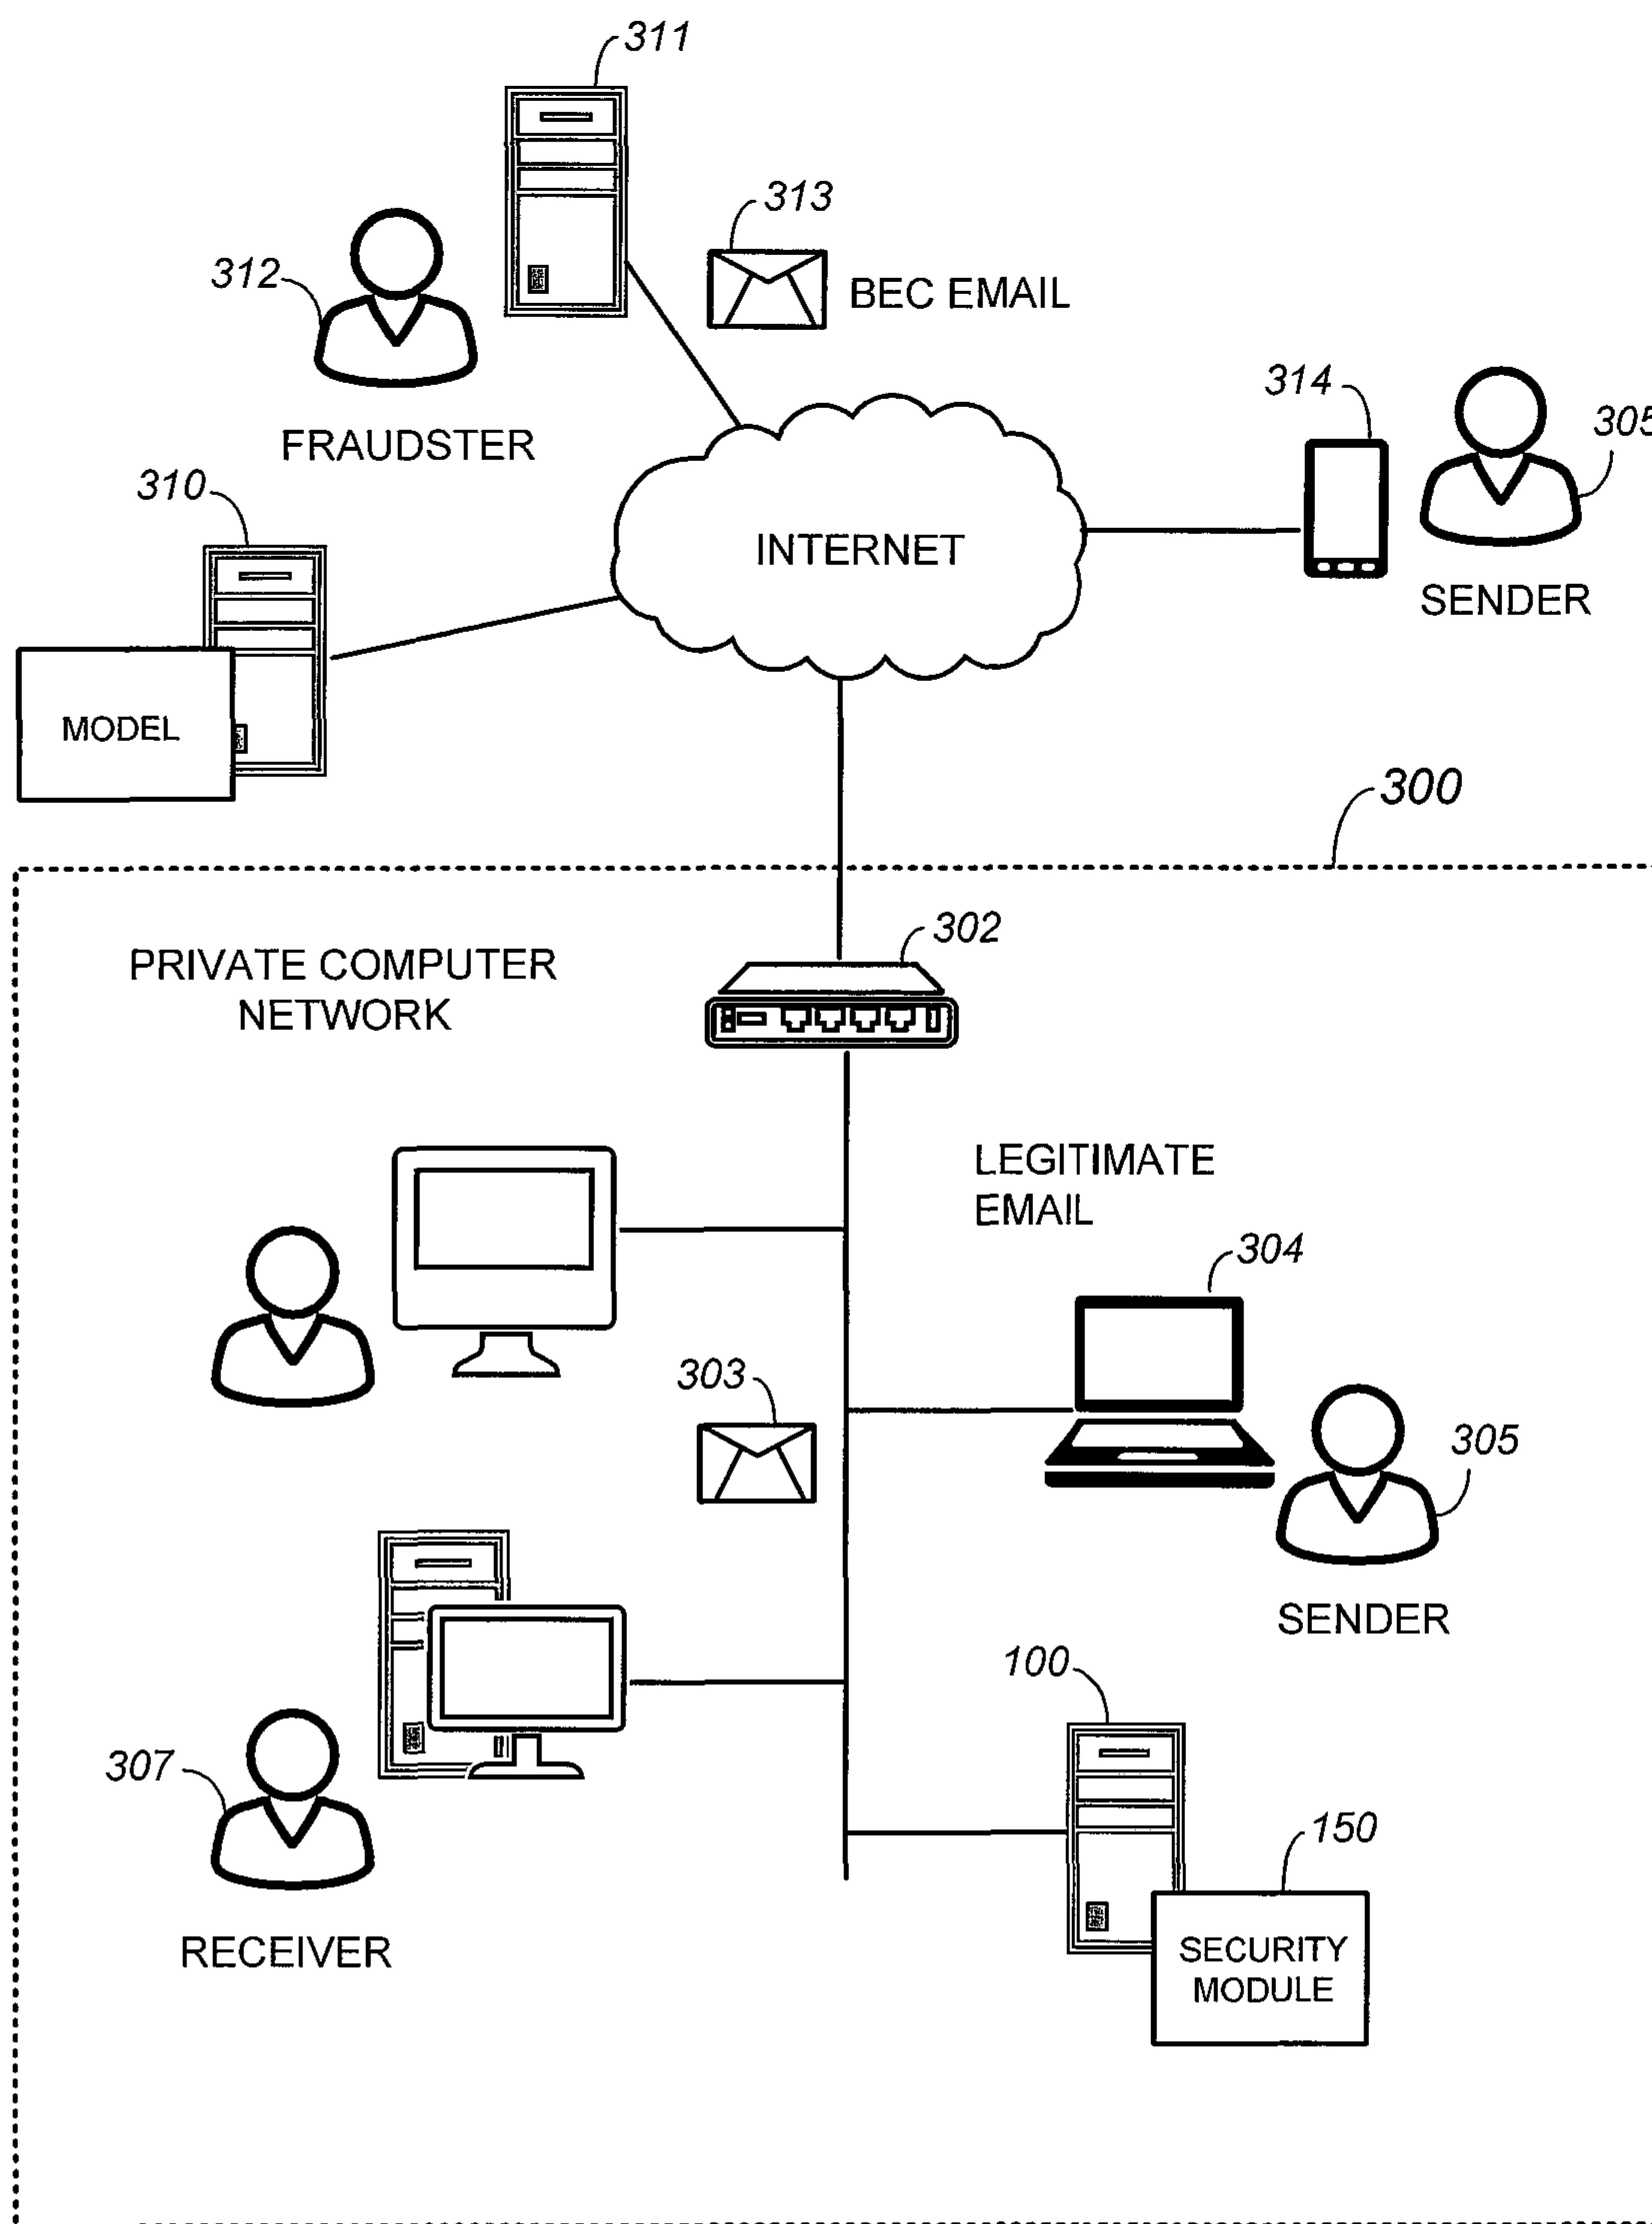 311
313
312
BEC EMAIL
314
305
FRAUDSTER
310
INTERNET
SENDER
MODEL
300
302
PRIVATE COMPUTER
NETWORK
LEGITIMATE
EMAIL
304
303
305
SENDER
100
307
150
RECEIVER
SECURITY
MODULE